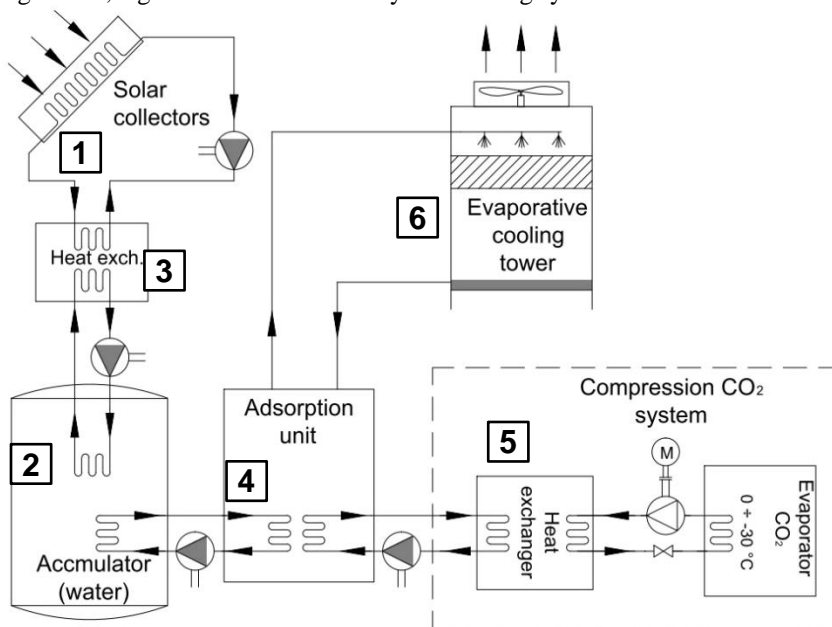 Solar
collectors
1
Heat exch.
3
6
Evaporative
cooling
tower
2
Accmulator
(water)
Adsorption
unit
4
Compression CO₂
system
5
Heat
exchanger
M
0 ÷ -30 °C
Evaporator
CO₂